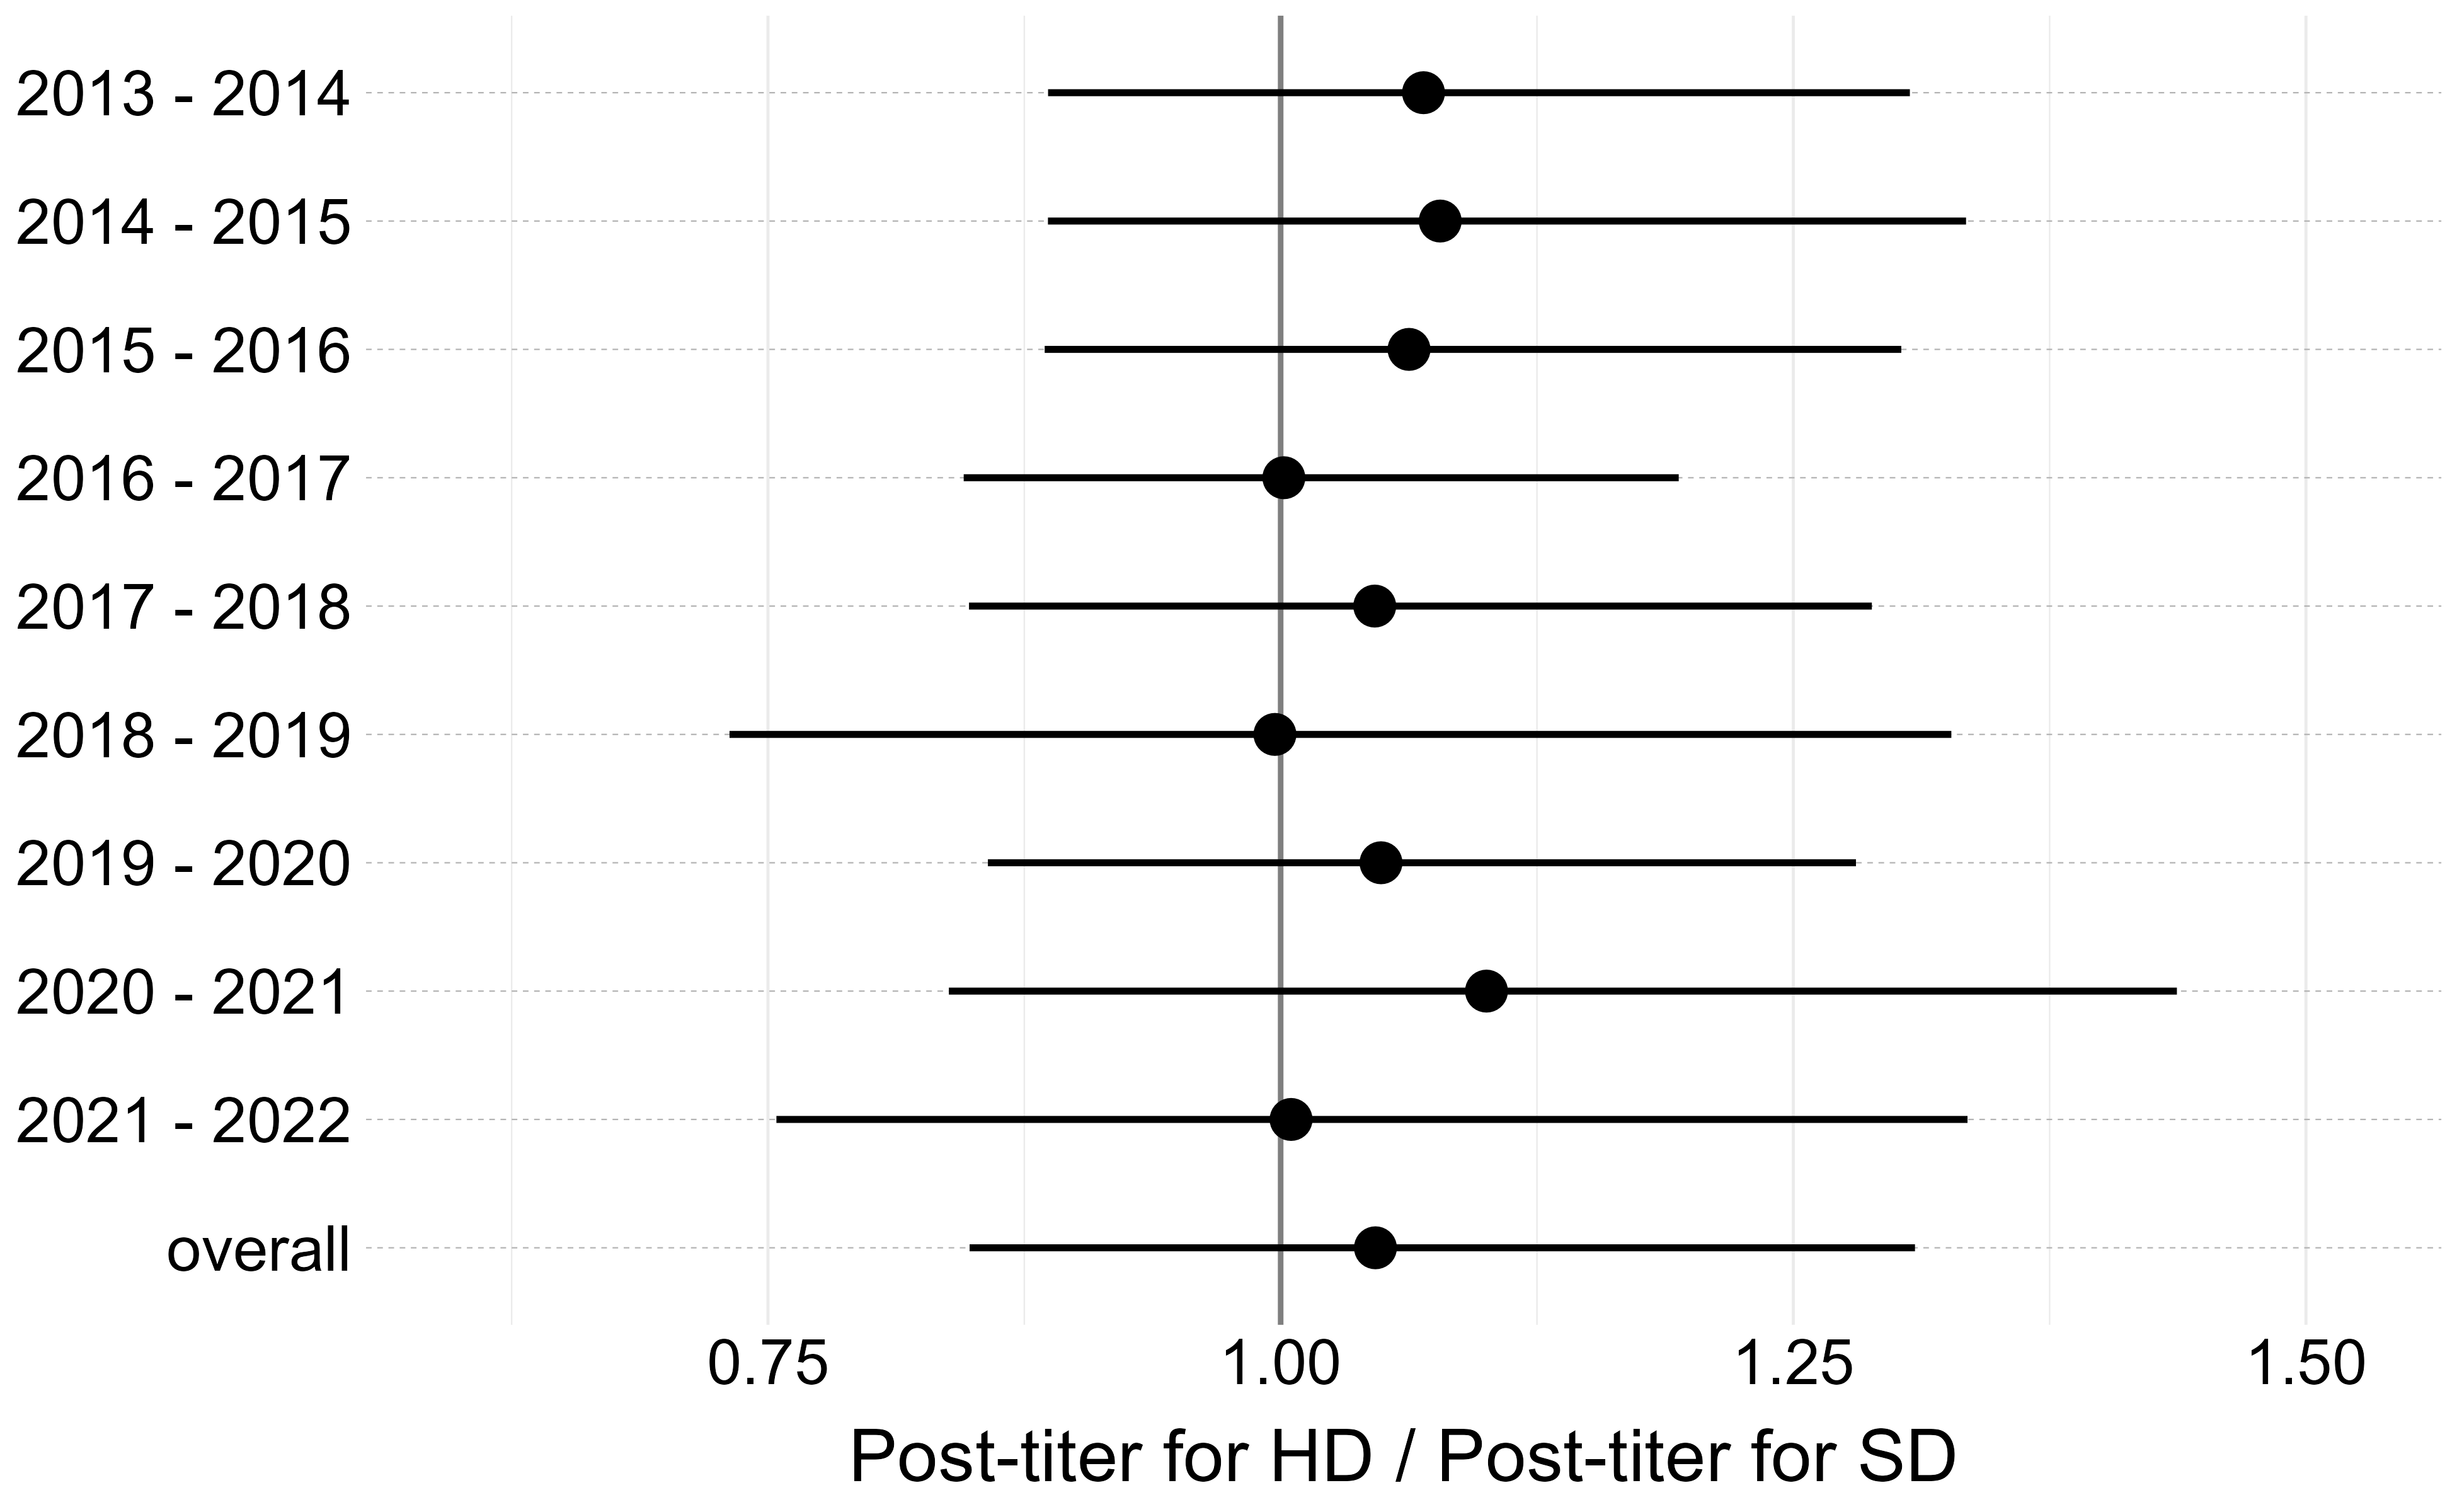 2013 - 2014
2014 - 2015
2015 - 2016
2016 - 2017
2017 - 2018
2018 - 2019
2019 - 2020
2020 - 2021
2021 - 2022
overall
0.75 1.00 1.25 1.50
Post-titer for HD / Post-titer for SD